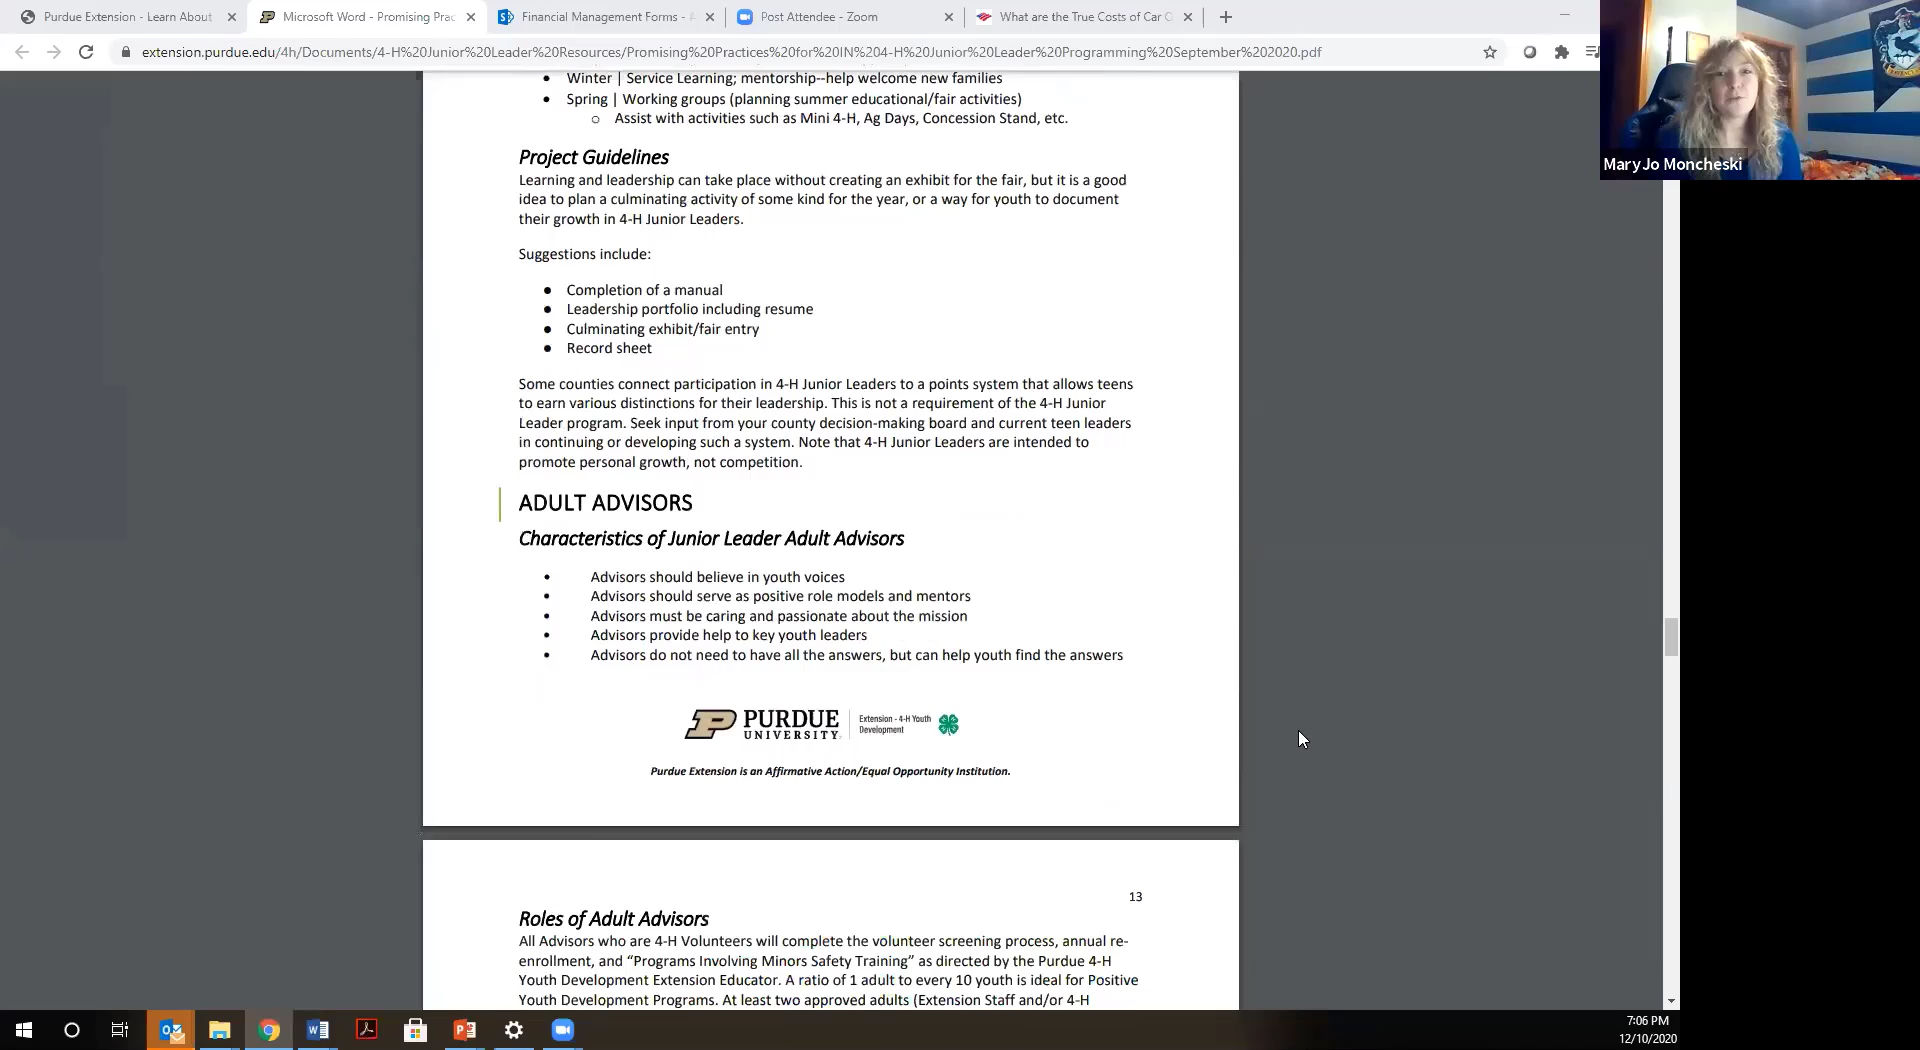 Purdue Extension - Learn About
Microsoft Word - Promising Prac
Financial Management Forms -
Post Attendee - Zoom
What are the True Costs of Car O
extension.purdue.edu/4h/Documents/4-H%20Junior%20Leader%20Resources/Promising%20Practices%20for%20IN%204-H%20Junior%20Leader%20Programming%20September%202020.pdf
MaryJo Moncheski
• Winter | Service Learning; mentorship--help welcome new families
• Spring | Working groups (planning summer educational/fair activities)
○ Assist with activities such as Mini 4-H, Ag Days, Concession Stand, etc.
Project Guidelines
Learning and leadership can take place without creating an exhibit for the fair, but it is a good
idea to plan a culminating activity of some kind for the year, or a way for youth to document
their growth in 4-H Junior Leaders.
Suggestions include:
● Completion of a manual
● Leadership portfolio including resume
● Culminating exhibit/fair entry
● Record sheet
Some counties connect participation in 4-H Junior Leaders to a points system that allows teens
to earn various distinctions for their leadership. This is not a requirement of the 4-H Junior
Leader program. Seek input from your county decision-making board and current teen leaders
in continuing or developing such a system. Note that 4-H Junior Leaders are intended to
promote personal growth, not competition.
ADULT ADVISORS
Characteristics of Junior Leader Adult Advisors
• Advisors should believe in youth voices
• Advisors should serve as positive role models and mentors
• Advisors must be caring and passionate about the mission
• Advisors provide help to key youth leaders
• Advisors do not need to have all the answers, but can help youth find the answers
PURDUE
UNIVERSITY
Extension - 4-H Youth
Development
Purdue Extension is an Affirmative Action/Equal Opportunity Institution.
13
Roles of Adult Advisors
All Advisors who are 4-H Volunteers will complete the volunteer screening process, annual re-
enrollment, and “Programs Involving Minors Safety Training” as directed by the Purdue 4-H
Youth Development Extension Educator. A ratio of 1 adult to every 10 youth is ideal for Positive
Youth Development Programs. At least two approved adults (Extension Staff and/or 4-H
7:06 PM
12/10/2020